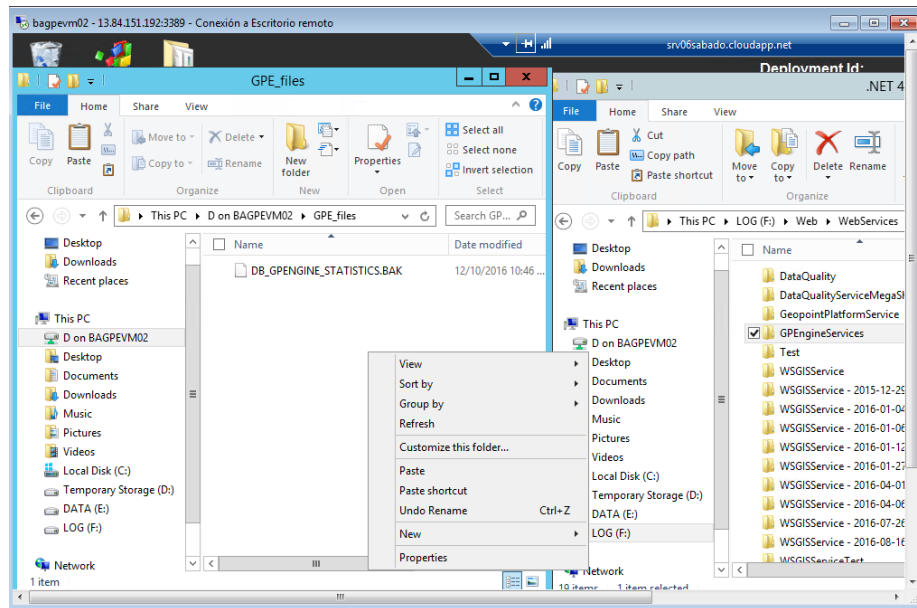 bagpevm02 - 13.84.151.192:3389 - Conexión a Escritorio remoto
srv06sabado.cloudapp.net
Deployment Id:
GPE_files
File Home Share View
Copy
Paste
Move to
Copy to
Delete
Rename
New folder
Properties
Select all
Select none
Invert selection
Clipboard Organize New Open Select
This PC D on BAGPEVM02 GPE_files
Search GP...
Desktop
Downloads
Recent places
This PC
D on BAGPEVM02
Desktop
Documents
Downloads
Music
Pictures
Videos
Local Disk (C:)
Temporary Storage (D:)
DATA (E:)
LOG (F:)
Network
1 item
Name Date modified
DB_GPENGINE_STATISTICS.BAK 12/10/2016 10:46 ...
View
Sort by
Group by
Refresh
Customize this folder...
Paste
Paste shortcut
Undo Rename Ctrl+Z
New
Properties
.NET 4
File Home Share View
Copy
Paste
Cut
Copy path
Paste shortcut
Move to
Copy to
Delete
Rename
Clipboard Organize
This PC LOG (F:) Web WebServices
Desktop
Downloads
Recent places
This PC
D on BAGPEVM02
Desktop
Documents
Downloads
Music
Pictures
Videos
Local Disk (C:)
Temporary Storage (D:)
DATA (E:)
LOG (F:)
Network
Name
DataQuality
DataQualityServiceMegaSl
GeopointPlatformService
GPEngineServices
Test
WSGISService
WSGISService - 2015-12-29
WSGISService - 2016-01-04
WSGISService - 2016-01-06
WSGISService - 2016-01-12
WSGISService - 2016-01-27
WSGISService - 2016-04-01
WSGISService - 2016-04-06
WSGISService - 2016-07-26
WSGISService - 2016-08-16
WSGISServiceTest
19 items 1 item selected